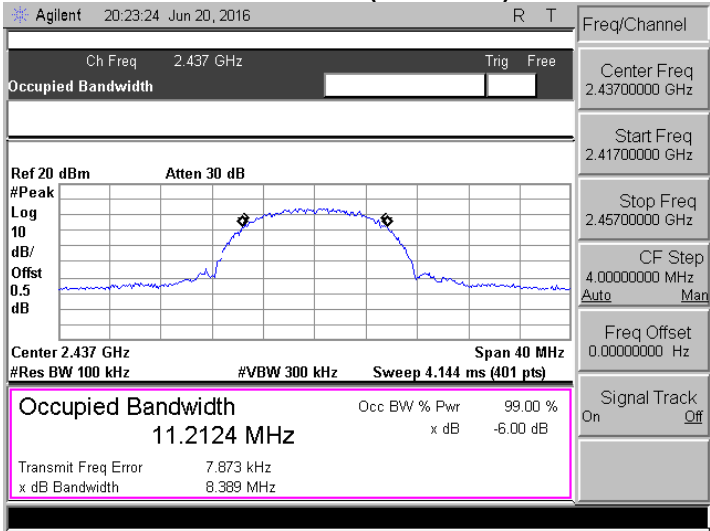 Agilent 20:23:24 Jun 20, 2016 R T
Freq/Channel
Ch Freq 2.437 GHz Trig Free
Occupied Bandwidth
Center Freq
2.43700000 GHz
Start Freq
2.41700000 GHz
Stop Freq
2.45700000 GHz
CF Step
4.00000000 MHz
Auto Man
Freq Offset
0.00000000 Hz
Signal Track
On Off
Ref 20 dBm Atten 30 dB
#Peak
Log
10
dB/
Offst
0.5
dB
Center 2.437 GHz Span 40 MHz
#Res BW 100 kHz #VBW 300 kHz Sweep 4.144 ms (401 pts)
Occupied Bandwidth Occ BW % Pwr 99.00 %
11.2124 MHz x dB -6.00 dB
Transmit Freq Error 7.873 kHz
x dB Bandwidth 8.389 MHz